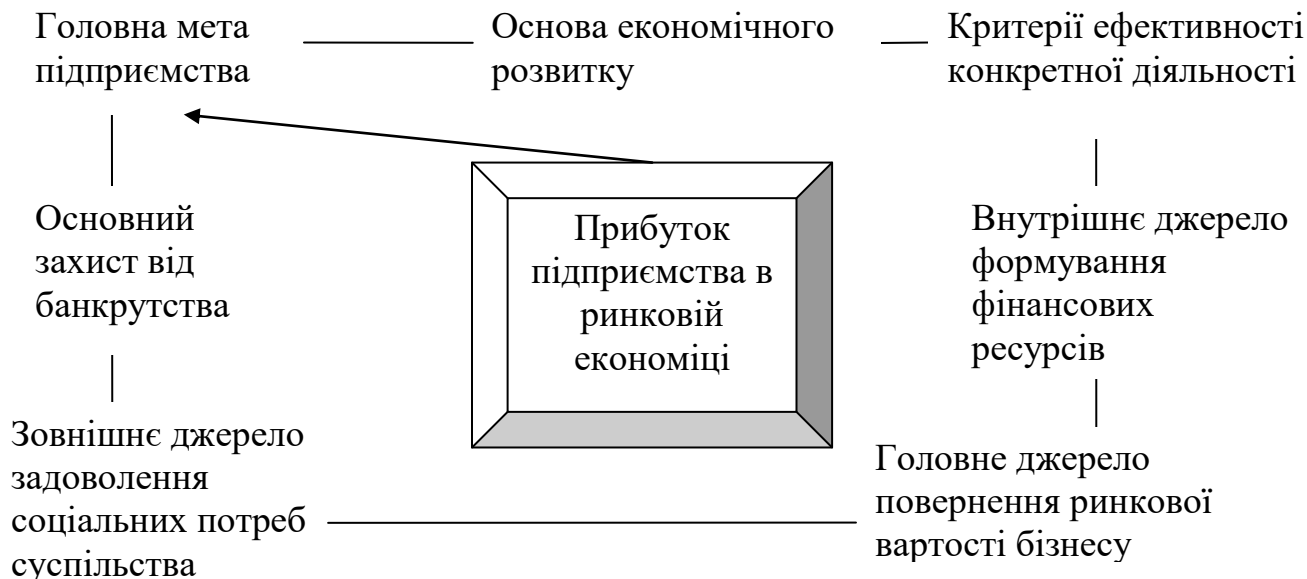 Головна мета
підприємства
Основа економічного
розвитку
Критерії ефективності
конкретної діяльності
Основний
захист від
банкрутства
Прибуток
підприємства в
ринковій
економіці
Внутрішнє джерело
формування
фінансових
ресурсів
Зовнішнє джерело
задоволення
соціальних потреб
суспільства
Головне джерело
повернення ринкової
вартості бізнесу